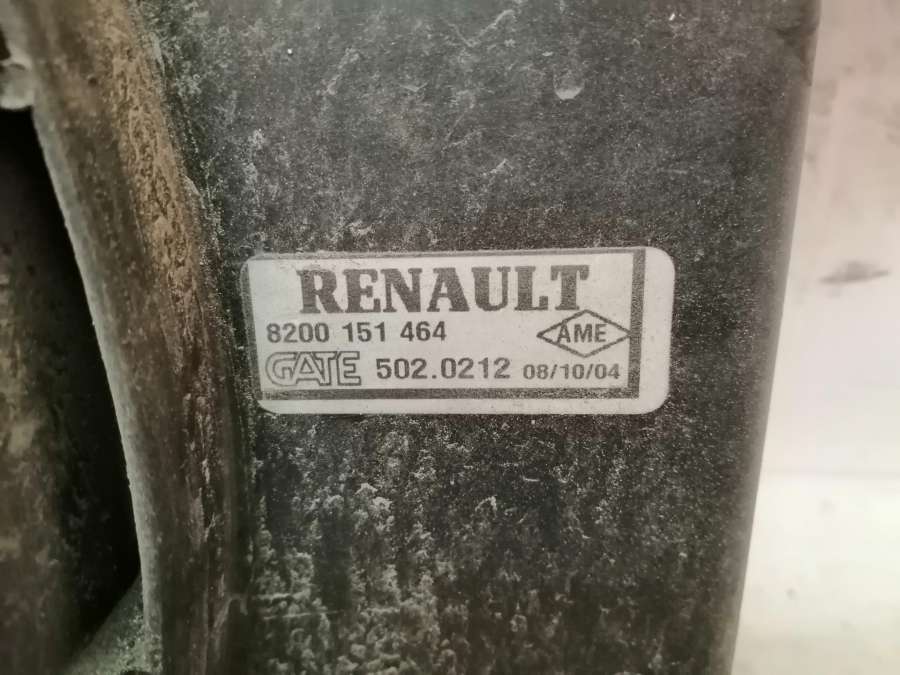 RENAULT
8200 151 464 AME
GATE 502.0212 08/10/04